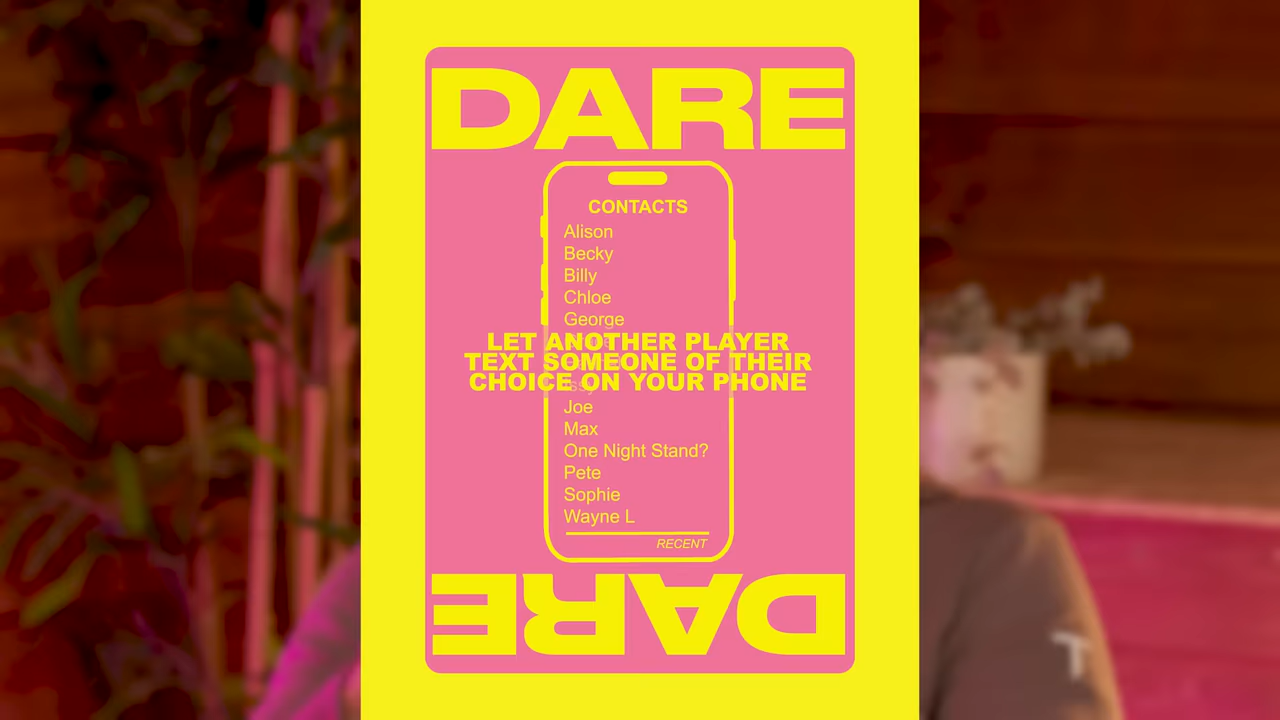 DARE
CONTACTS
Alison
Becky
Billy
Chloe
George
LET ANOTHER PLAYER
TEXT SOMEONE OF THEIR
CHOICE ON YOUR PHONE
Joe
Max
One Night Stand?
Pete
Sophie
Wayne L
RECENT
DARE
T